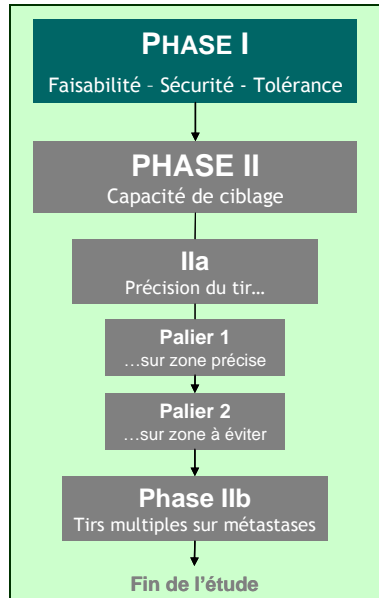 PHASE I
Faisabilité – Sécurité - Tolérance
PHASE II
Capacité de ciblage
IIa
Précision du tir…
Palier 1
…sur zone précise
Palier 2
…sur zone à éviter
Phase IIb
Tirs multiples sur métastases
Fin de l'étude